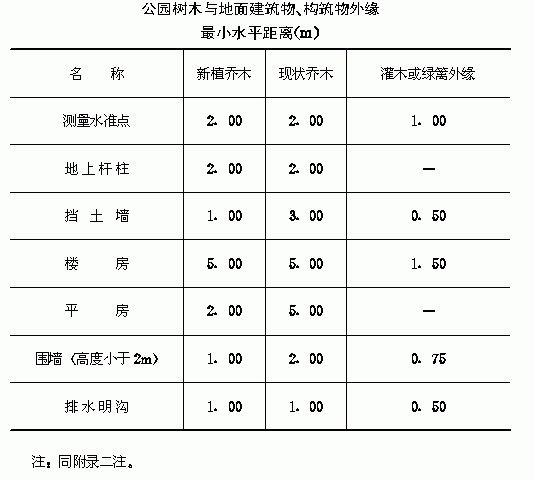 公园树木与地面建筑物、构筑物外缘
最小水平距离(m)
名 称 新植乔木 现状乔木 灌木或绿篱外缘
测量水准点 2.00 2.00 1.00
地上杆柱 2.00 2.00 —
挡土墙 1.00 3.00 0.50
楼 房 5.00 5.00 1.50
平 房 2.00 5.00 —
围墙(高度小于2m) 1.00 2.00 0.75
排水明沟 1.00 1.00 0.50
注:同附录二注。